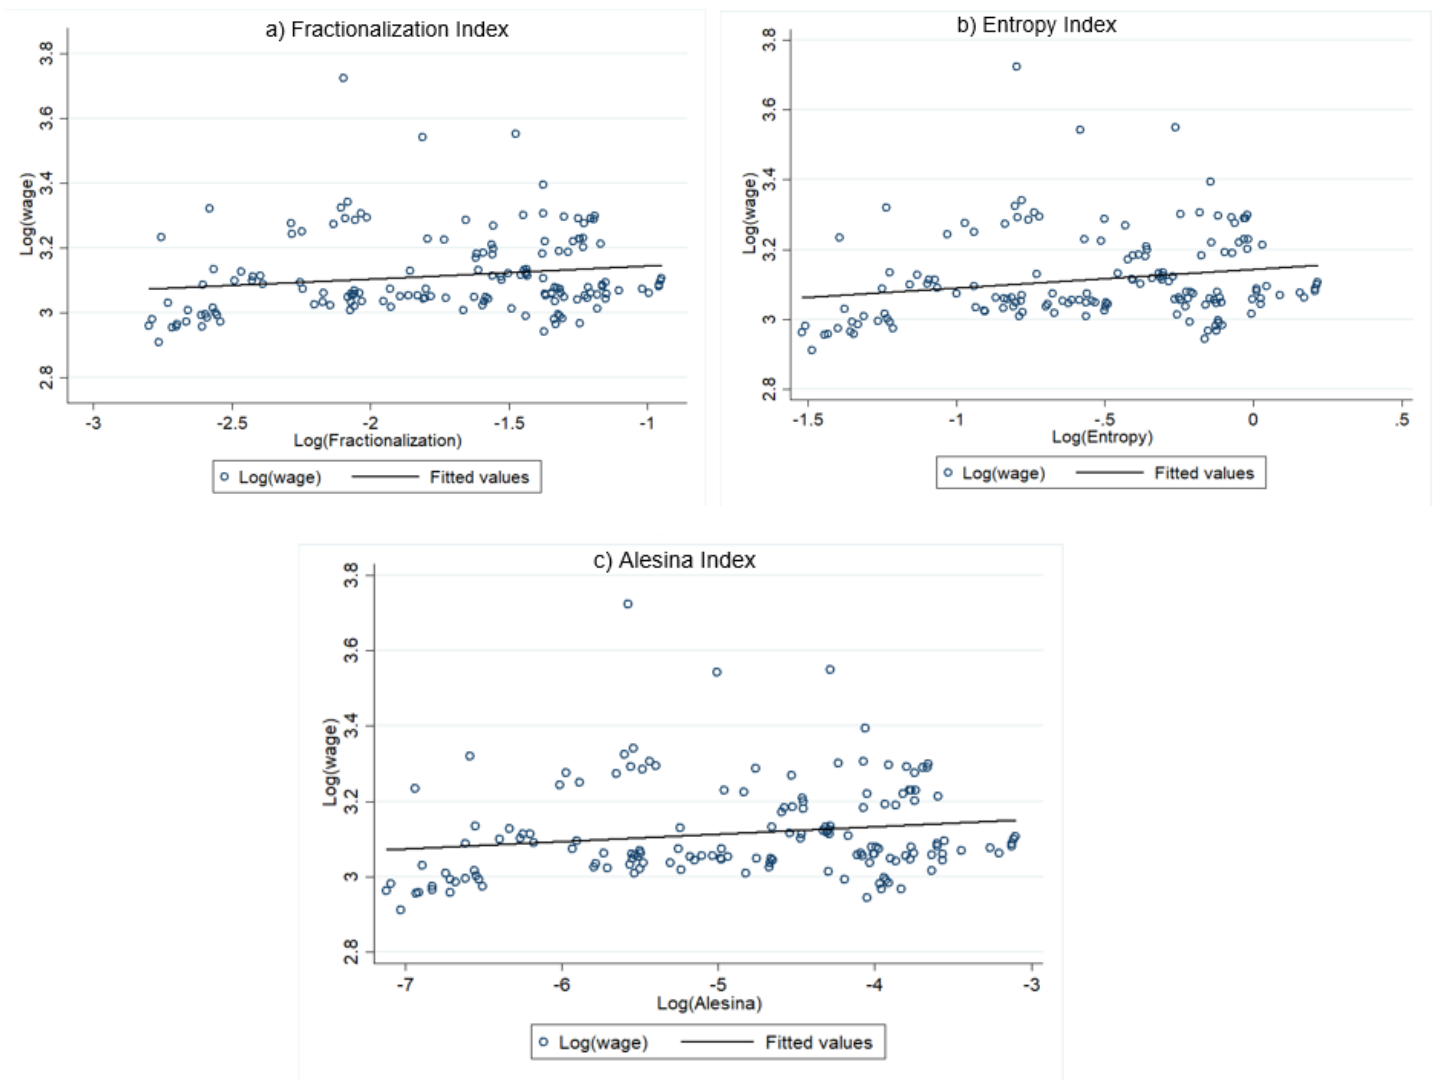 a) Fractionalization Index
Log(wage)
3.8
3.6
3.4
3.2
3
2.8
-3 -2.5 -2 -1.5 -1
Log(Fractionalization)
Log(wage) Fitted values
b) Entropy Index
Log(wage)
3.8
3.6
3.4
3.2
3
2.8
-1.5 -1 -.5 0 .5
Log(Entropy)
Log(wage) Fitted values
c) Alesina Index
Log(wage)
3.8
3.6
3.4
3.2
3
2.8
-7 -6 -5 -4 -3
Log(Alesina)
Log(wage) Fitted values